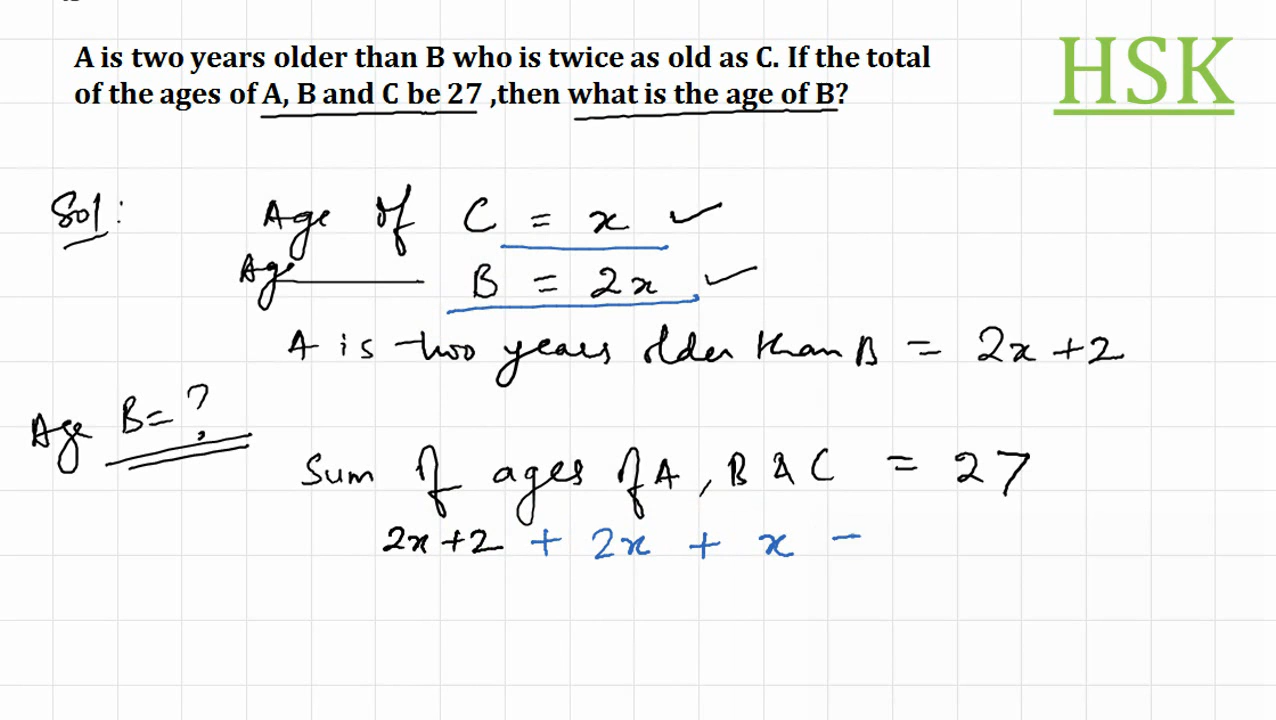 A is two years older than B who is twice as old as C. If the total
of the ages of A, B and C be 27 ,then what is the age of B?
HSK
Sol:
Age of C = x ✓
Age B = 2x ✓
A is two years older than B = 2x+2
Age B = ?
Sum of ages of A, B & C = 27
2x+2 + 2x + x -